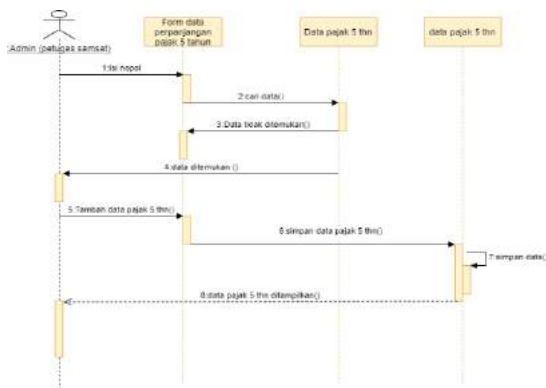 Form data
perpanjangan
pajak 5 tahun
Data pajak 5 thn
data pajak 5 thn
:Admin (petugas samsat)
1:Isi nopol
2:cari data()
3:Data tidak ditemukan()
4:data ditemukan ()
5:Tambah data pajak 5 thn()
6:simpan data pajak 5 thn()
7:simpan data()
8:data pajak 5 thn ditampilkan()